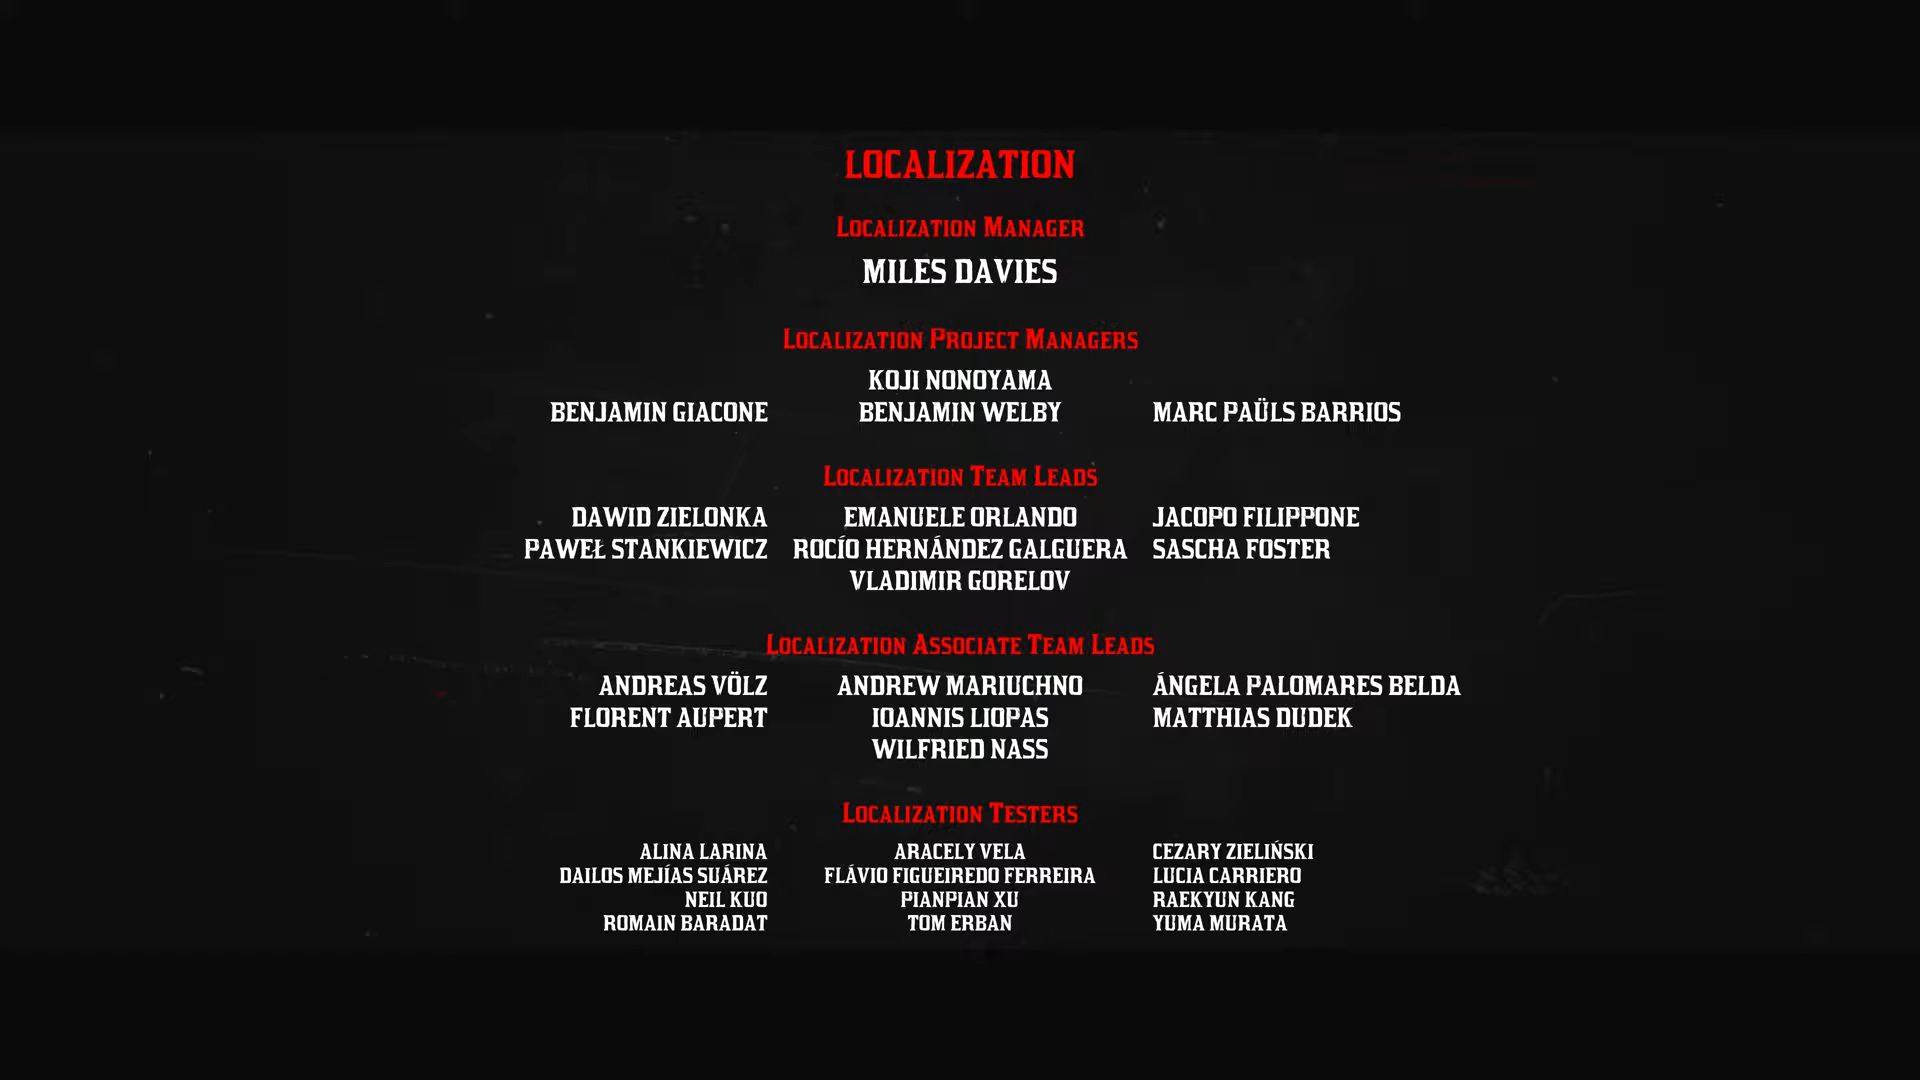 LOCALIZATION
LOCALIZATION MANAGER
MILES DAVIES
LOCALIZATION PROJECT MANAGERS
KOJI NONOYAMA
BENJAMIN GIACONE BENJAMIN WELBY MARC PAÜLS BARRIOS
LOCALIZATION TEAM LEADS
DAWID ZIELONKA EMANUELE ORLANDO JACOPO FILIPPONE
PAWEŁ STANKIEWICZ ROCÍO HERNÁNDEZ GALGUERA SASCHA FOSTER
VLADIMIR GORELOV
LOCALIZATION ASSOCIATE TEAM LEADS
ANDREAS VÖLZ ANDREW MARIUCHNO ÁNGELA PALOMARES BELDA
FLORENT AUPERT IOANNIS LIOPAS MATTHIAS DUDEK
WILFRIED NASS
LOCALIZATION TESTERS
ALINA LARINA ARACELY VELA CEZARY ZIELIŃSKI
DAILOS MEJÍAS SUÁREZ FLÁVIO FIGUEIREDO FERREIRA LUCIA CARRIERO
NEIL KUO PIANPIAN XU RAEKYUN KANG
ROMAIN BARADAT TOM ERBAN YUMA MURATA